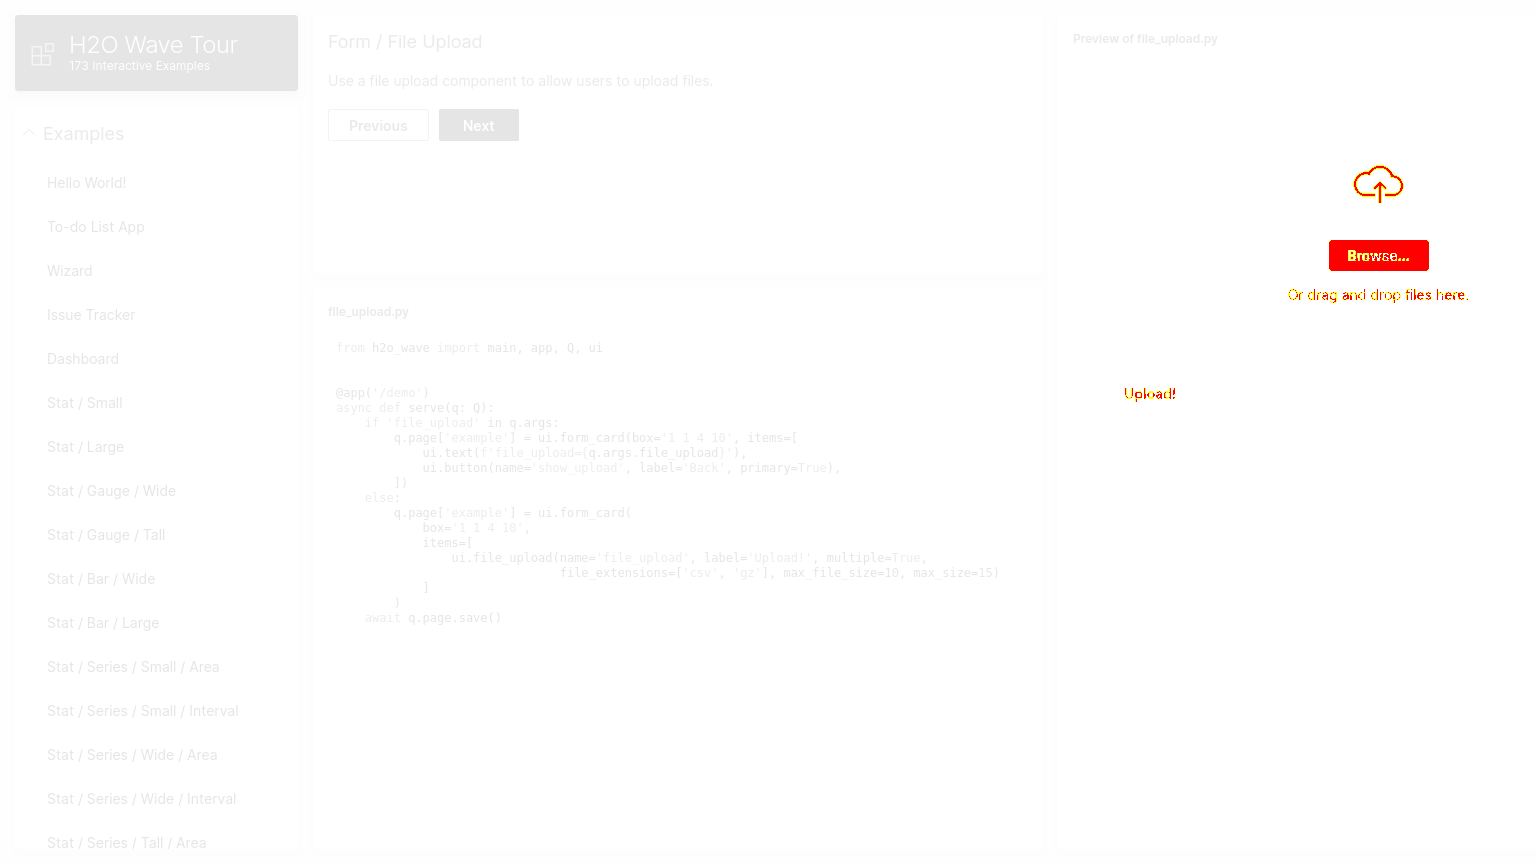 H2O Wave Tour
173 Interactive Examples
Examples
Hello World!
To-do List App
Wizard
Issue Tracker
Dashboard
Stat / Small
Stat / Large
Stat / Gauge / Wide
Stat / Gauge / Tall
Stat / Bar / Wide
Stat / Bar / Large
Stat / Series / Small / Area
Stat / Series / Small / Interval
Stat / Series / Wide / Area
Stat / Series / Wide / Interval
Stat / Series / Tall / Area
Form / File Upload
Use a file upload component to allow users to upload files.
Previous
Next
file_upload.py
from h2o_wave import main, app, Q, ui
@app('/demo')
async def serve(q: Q):
    if 'file_upload' in q.args:
        q.page['example'] = ui.form_card(box='1 1 4 10', items=[
            ui.text(f'file_upload={q.args.file_upload}'),
            ui.button(name='show_upload', label='Back', primary=True),
        ])
    else:
        q.page['example'] = ui.form_card(
            box='1 1 4 10',
            items=[
                ui.file_upload(name='file_upload', label='Upload!', multiple=True,
                               file_extensions=['csv', 'gz'], max_file_size=10, max_size=15)
            ]
        )
    await q.page.save()
Preview of file_upload.py
Browse...
Or drag and drop files here.
Upload!